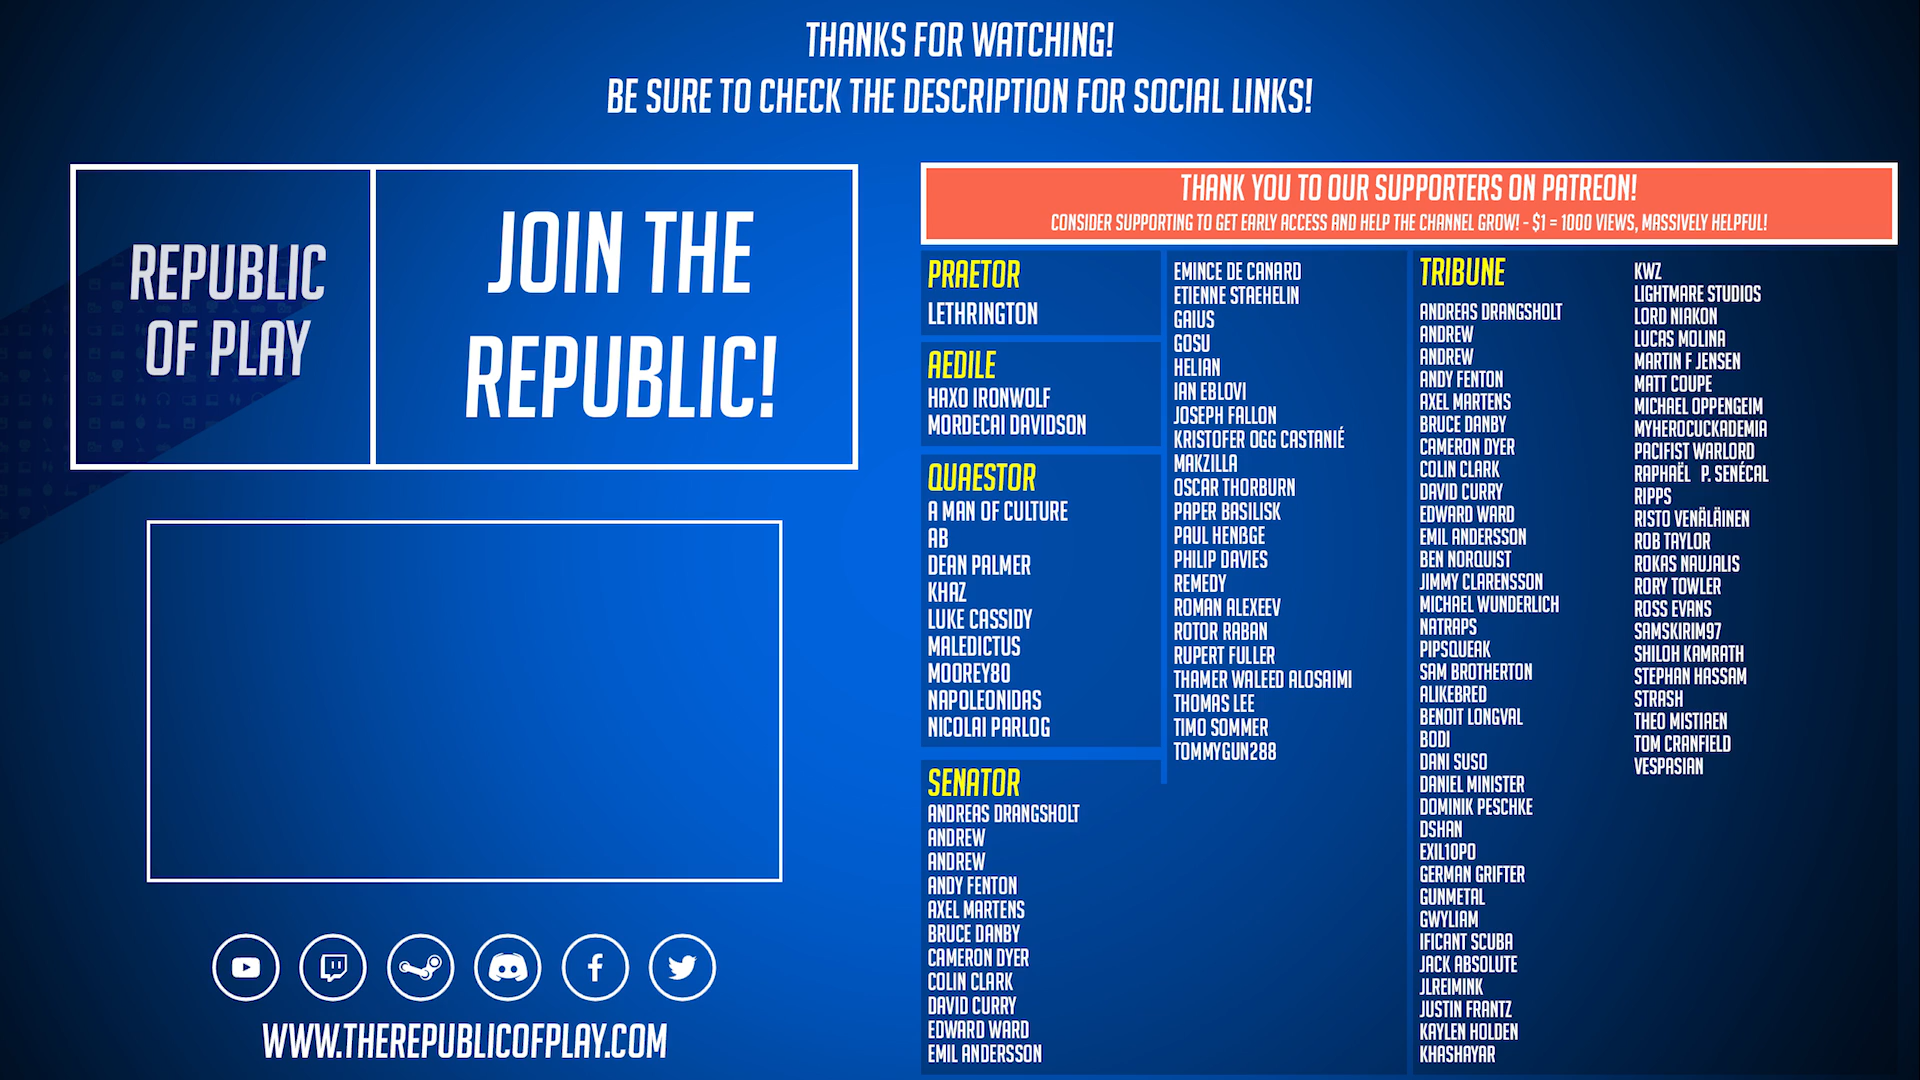 THANKS FOR WATCHING!
BE SURE TO CHECK THE DESCRIPTION FOR SOCIAL LINKS!
REPUBLIC
OF PLAY
JOIN THE
REPUBLIC!
WWW.THEREPUBLICOFPLAY.COM
THANK YOU TO OUR SUPPORTERS ON PATREON!
CONSIDER SUPPORTING TO GET EARLY ACCESS AND HELP THE CHANNEL GROW! - $1 = 1000 VIEWS, MASSIVELY HELPFUL!
PRAETOR
LETHRINGTON
AEDILE
HAXO IRONWOLF
MORDECAI DAVIDSON
QUAESTOR
A MAN OF CULTURE
AB
DEAN PALMER
KHAZ
LUKE CASSIDY
MALEDICTUS
MOOREY80
NAPOLEONIDAS
NICOLAI PARLOG
SENATOR
ANDREAS DRANGSHOLT
ANDREW
ANDREW
ANDY FENTON
AXEL MARTENS
BRUCE DANBY
CAMERON DYER
COLIN CLARK
DAVID CURRY
EDWARD WARD
EMIL ANDERSSON
EMINCE DE CANARD
ETIENNE STAEHELIN
GAIUS
GOSU
HELIAN
IAN EBLOVI
JOSEPH FALLON
KRISTOFER OGG CASTANIÉ
MAKZILLA
OSCAR THORBURN
PAPER BASILISK
PAUL HENßGE
PHILIP DAVIES
REMEDY
ROMAN ALEXEEV
ROTOR RABAN
RUPERT FULLER
THAMER WALEED ALOSAIMI
THOMAS LEE
TIMO SOMMER
TOMMYGUN288
TRIBUNE
ANDREAS DRANGSHOLT
ANDREW
ANDREW
ANDY FENTON
AXEL MARTENS
BRUCE DANBY
CAMERON DYER
COLIN CLARK
DAVID CURRY
EDWARD WARD
EMIL ANDERSSON
BEN NORQUIST
JIMMY CLARENSSON
MICHAEL WUNDERLICH
NATRAPS
PIPSQUEAK
SAM BROTHERTON
ALIKEBRED
BENOIT LONGVAL
BODI
DANI SUSO
DANIEL MINISTER
DOMINIK PESCHKE
DSHAN
EXIL10PO
GERMAN GRIFTER
GUNMETAL
GWYLIAM
IFICANT SCUBA
JACK ABSOLUTE
JLREIMINK
JUSTIN FRANTZ
KAYLEN HOLDEN
KHASHAYAR
KWZ
LIGHTMARE STUDIOS
LORD NIAKON
LUCAS MOLINA
MARTIN F JENSEN
MATT COUPE
MICHAEL OPPENGEIM
MYHEROCUCKADEMIA
PACIFIST WARLORD
RAPHAËL P. SENÉCAL
RIPPS
RISTO VENÄLÄINEN
ROB TAYLOR
ROKAS NAUJALIS
RORY TOWLER
ROSS EVANS
SAMSKIRIM97
SHILOH KAMRATH
STEPHAN HASSAM
STRASH
THEO MISTIAEN
TOM CRANFIELD
VESPASIAN